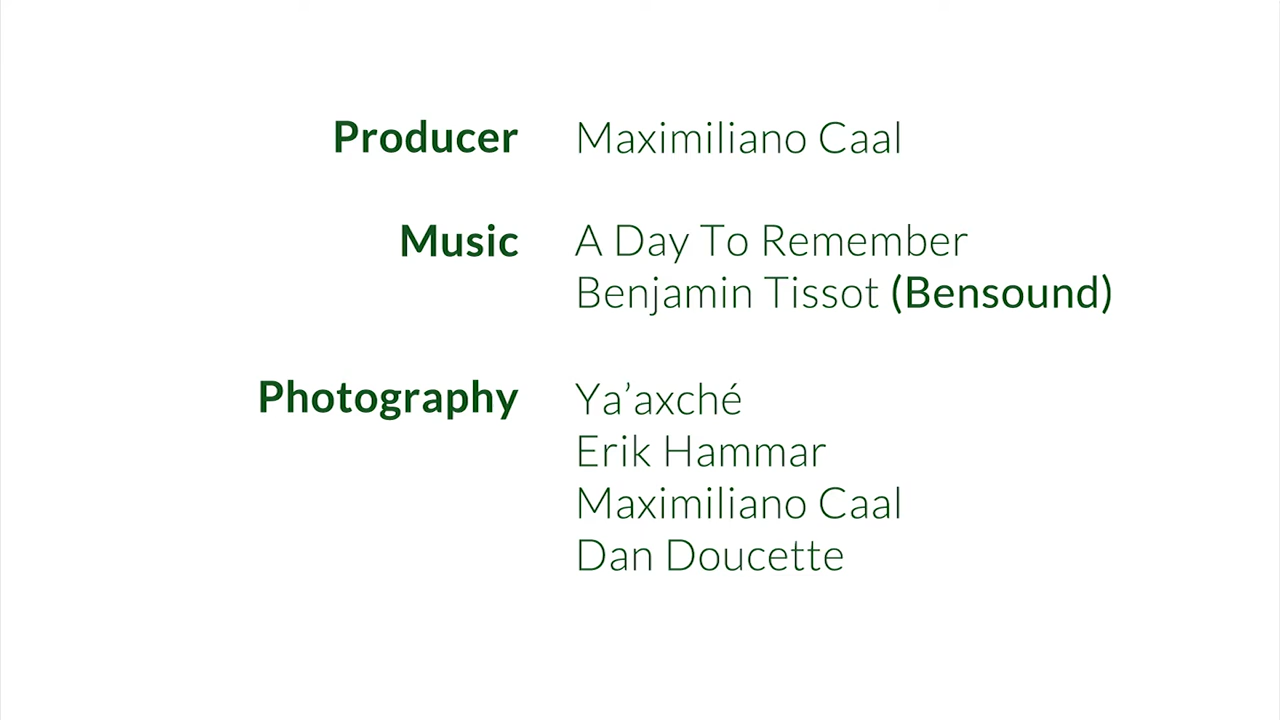 Producer Maximiliano Caal
Music A Day To Remember
Benjamin Tissot (Bensound)
Photography Ya’axché
Erik Hammar
Maximiliano Caal
Dan Doucette